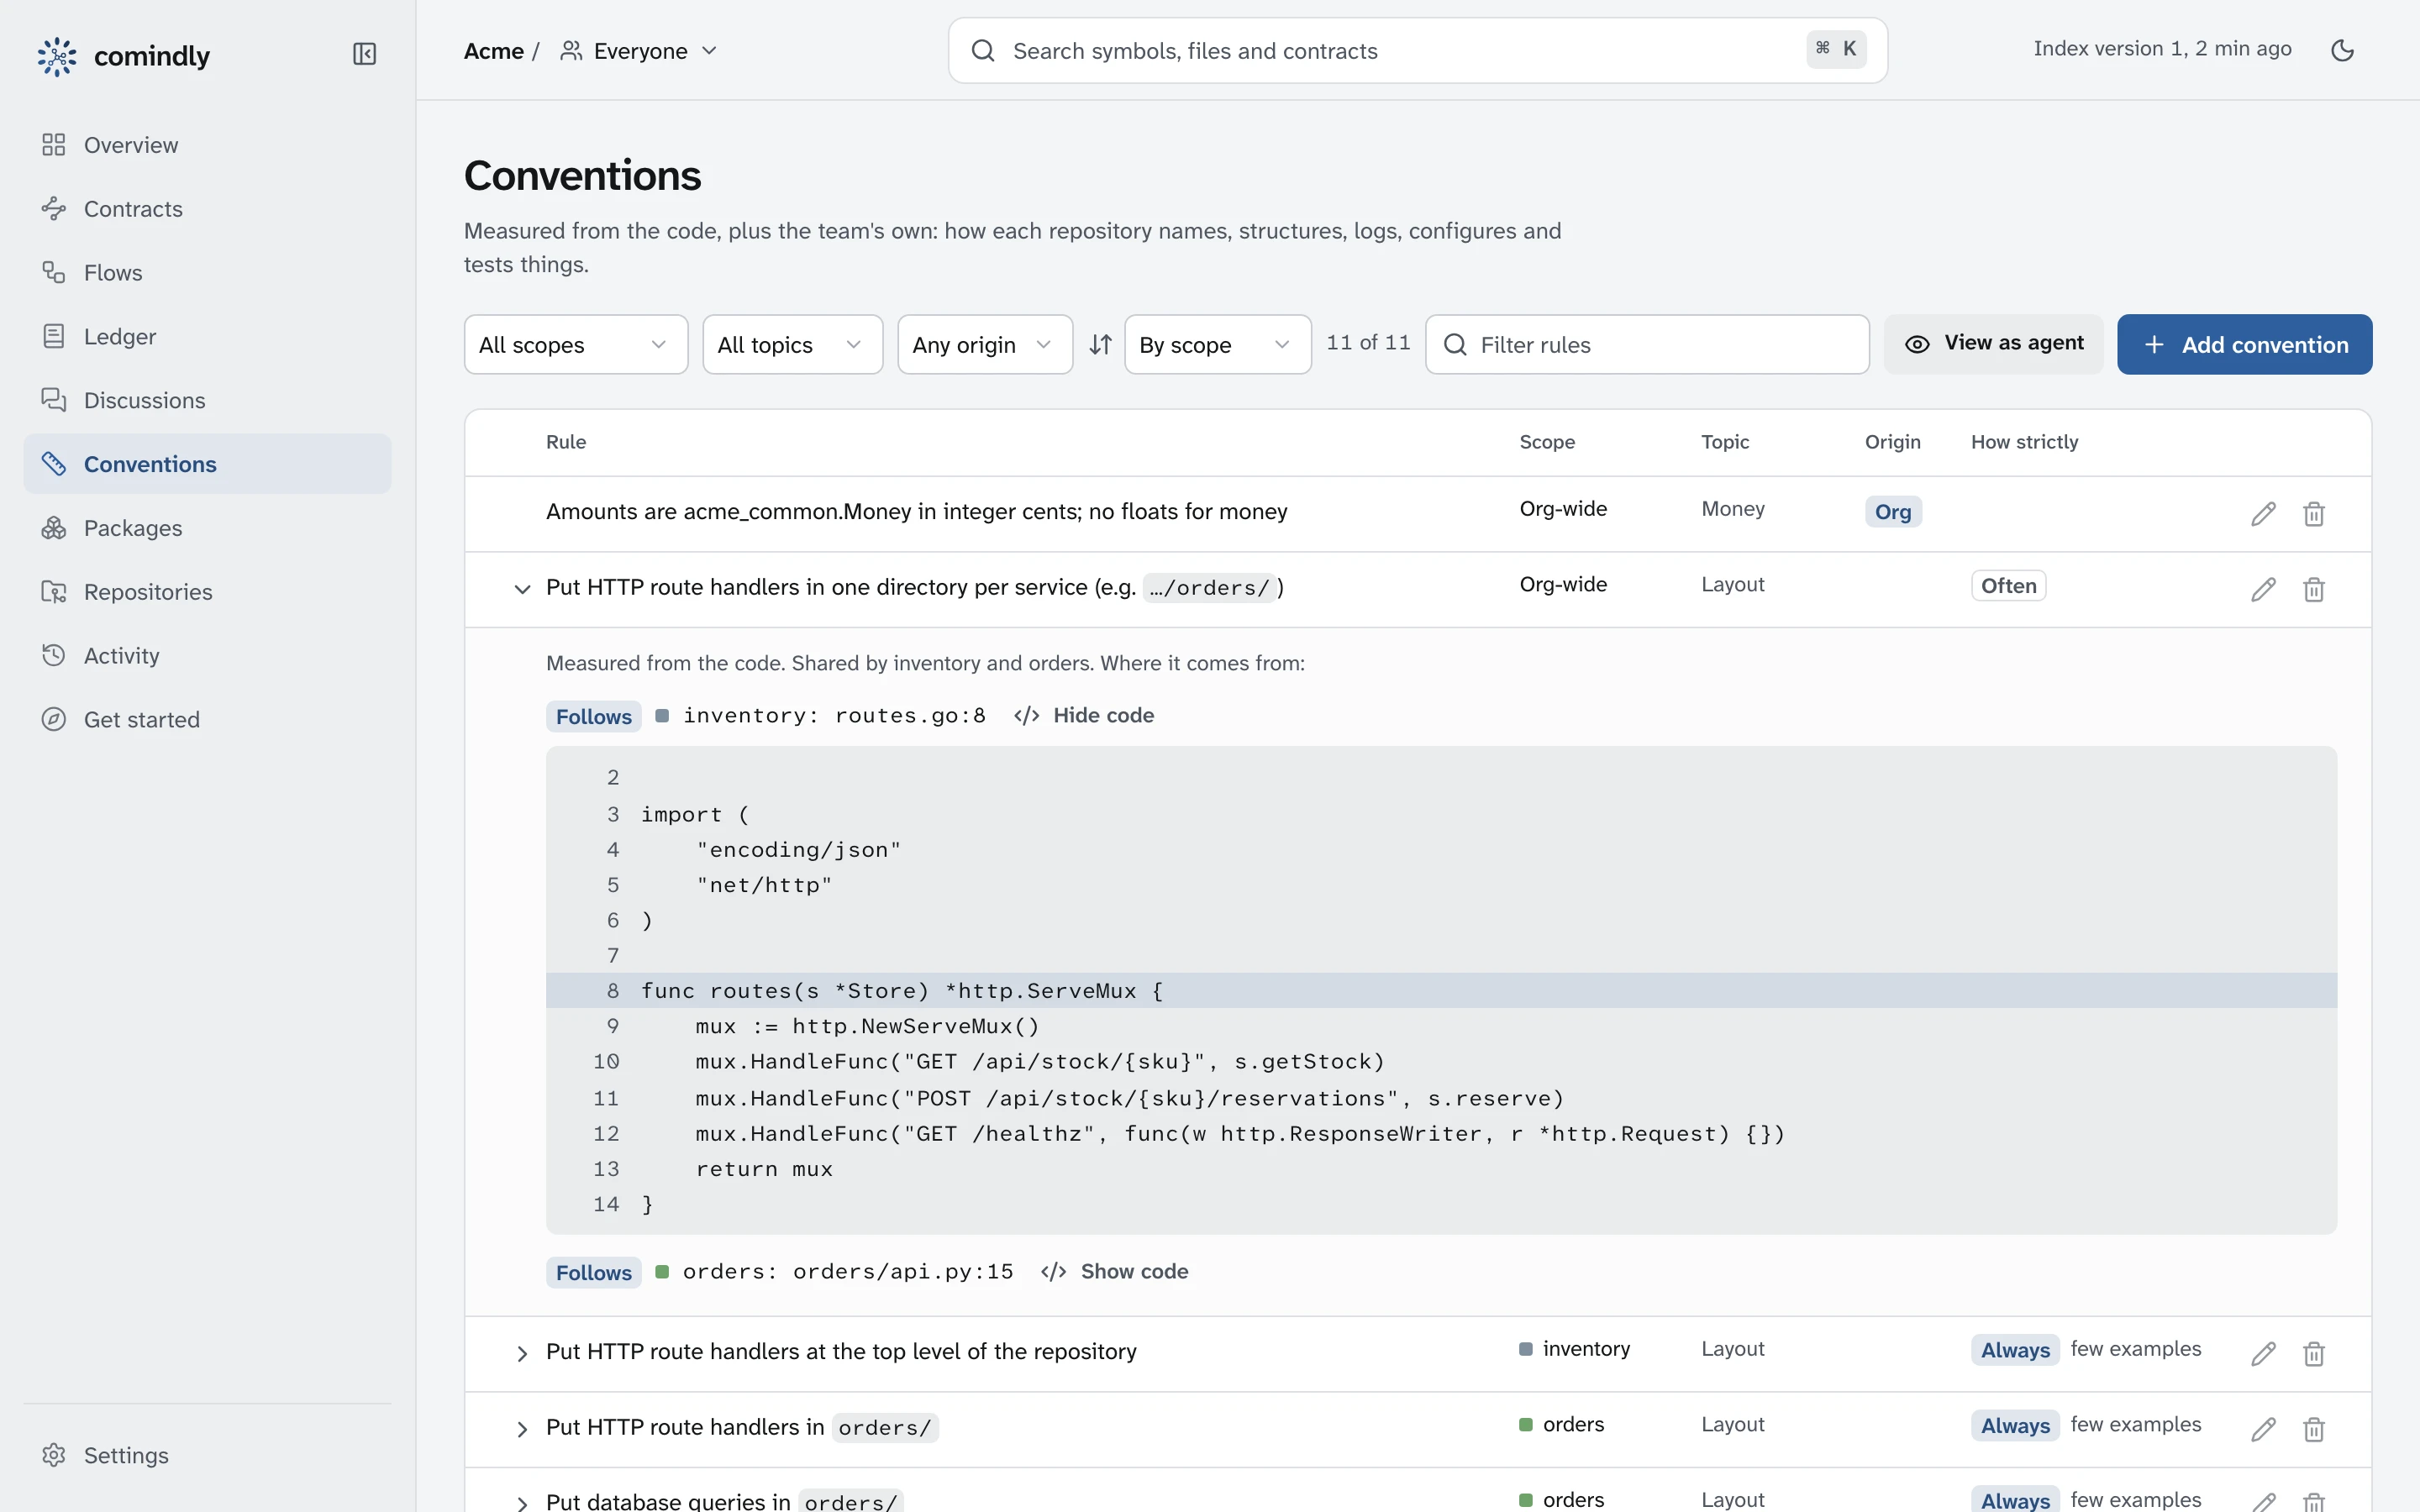 comindly
Acme / Everyone
Search symbols, files and contracts
⌘ K
Index version 1, 2 min ago
Overview
Contracts
Flows
Ledger
Discussions
Conventions
Packages
Repositories
Activity
Get started
Settings
Conventions
Measured from the code, plus the team's own: how each repository names, structures, logs, configures and
tests things.
All scopes
All topics
Any origin
By scope
11 of 11
Filter rules
View as agent
Add convention
Rule Scope Topic Origin How strictly
Amounts are acme_common.Money in integer cents; no floats for money Org-wide Money Org
Put HTTP route handlers in one directory per service (e.g. …/orders/) Org-wide Layout Often
Measured from the code. Shared by inventory and orders. Where it comes from:
Follows inventory: routes.go:8 </> Hide code
2
3 import (
4     "encoding/json"
5     "net/http"
6 )
7
8 func routes(s *Store) *http.ServeMux {
9     mux := http.NewServeMux()
10     mux.HandleFunc("GET /api/stock/{sku}", s.getStock)
11     mux.HandleFunc("POST /api/stock/{sku}/reservations", s.reserve)
12     mux.HandleFunc("GET /healthz", func(w http.ResponseWriter, r *http.Request) {})
13     return mux
14 }
Follows orders: orders/api.py:15 </> Show code
Put HTTP route handlers at the top level of the repository inventory Layout Always few examples
Put HTTP route handlers in orders/ orders Layout Always few examples
Put database queries in orders/ orders Layout Always few examples